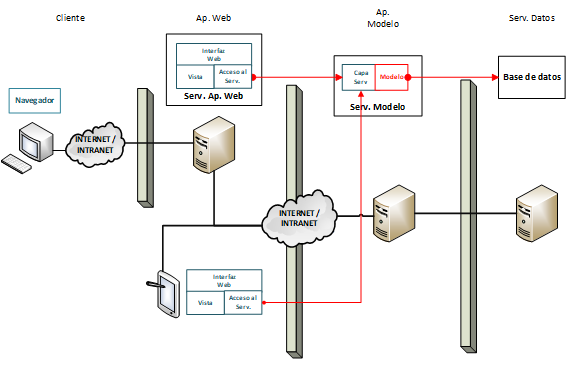 Cliente
Ap. Web
Ap.
Modelo
Serv. Datos
Interfaz
Web
Vista
Acceso al
Serv.
Serv. Ap. Web
Capa
Serv
Modelo
Serv. Modelo
Base de datos
Navegador
INTERNET /
INTRANET
INTERNET /
INTRANET
Interfaz
Web
Vista
Acceso al
Serv.